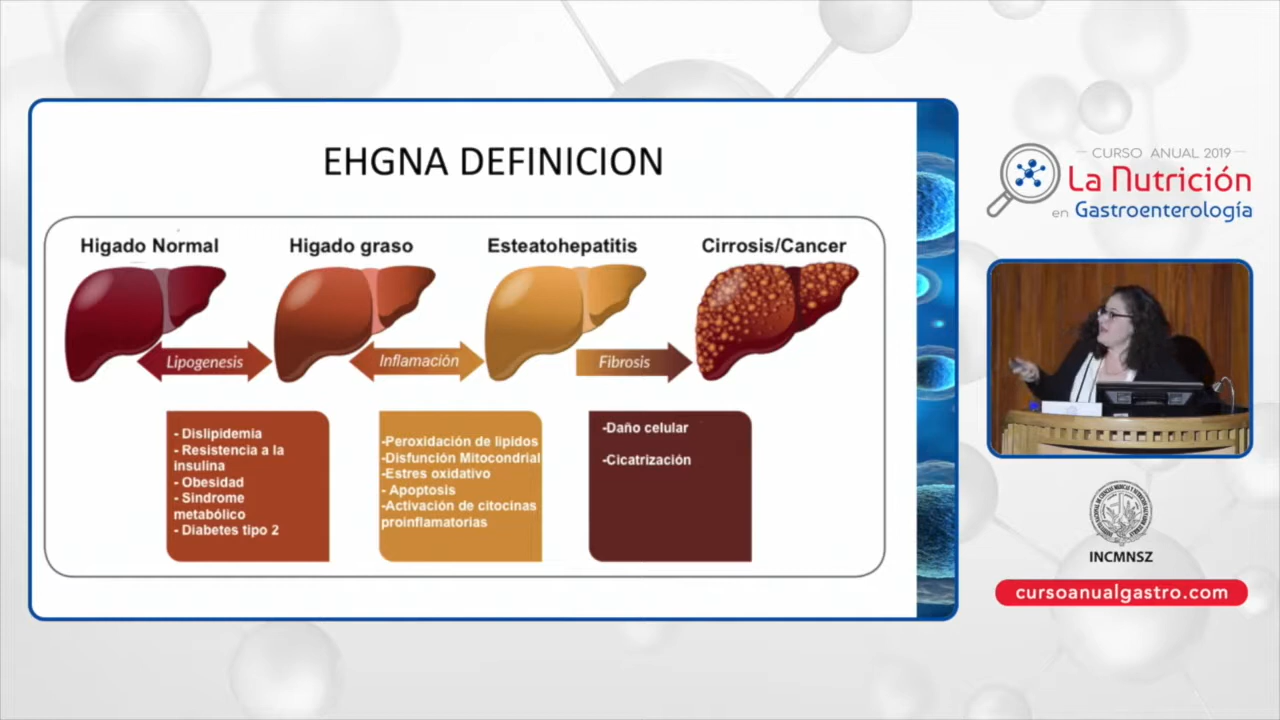 EHGNA DEFINICION
Higado Normal
Higado graso
Esteatohepatitis
Cirrosis/Cancer
Lipogenesis
Inflamación
Fibrosis
- Dislipidemia
- Resistencia a la
insulina
- Obesidad
- Sindrome
metabólico
- Diabetes tipo 2
-Peroxidación de lipidos
-Disfunción Mitocondrial
-Estres oxidativo
- Apoptosis
-Activación de citocinas
proinflamatorias
-Daño celular
-Cicatrización
CURSO ANUAL 2019
La Nutrición
en Gastroenterología
INCMNSZ
cursoanualgastro.com